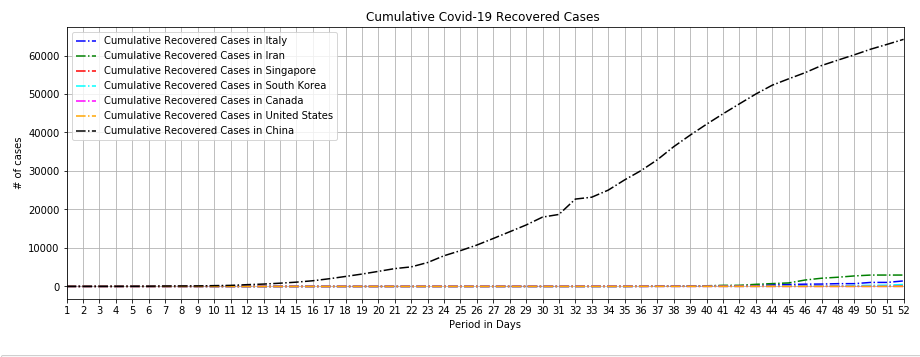 Cumulative Covid-19 Recovered Cases
Cumulative Recovered Cases in Italy
Cumulative Recovered Cases in Iran
Cumulative Recovered Cases in Singapore
Cumulative Recovered Cases in South Korea
Cumulative Recovered Cases in Canada
Cumulative Recovered Cases in United States
Cumulative Recovered Cases in China
# of cases
60000
50000
40000
30000
20000
10000
0
1 2 3 4 5 6 7 8 9 10 11 12 13 14 15 16 17 18 19 20 21 22 23 24 25 26 27 28 29 30 31 32 33 34 35 36 37 38 39 40 41 42 43 44 45 46 47 48 49 50 51 52
Period in Days